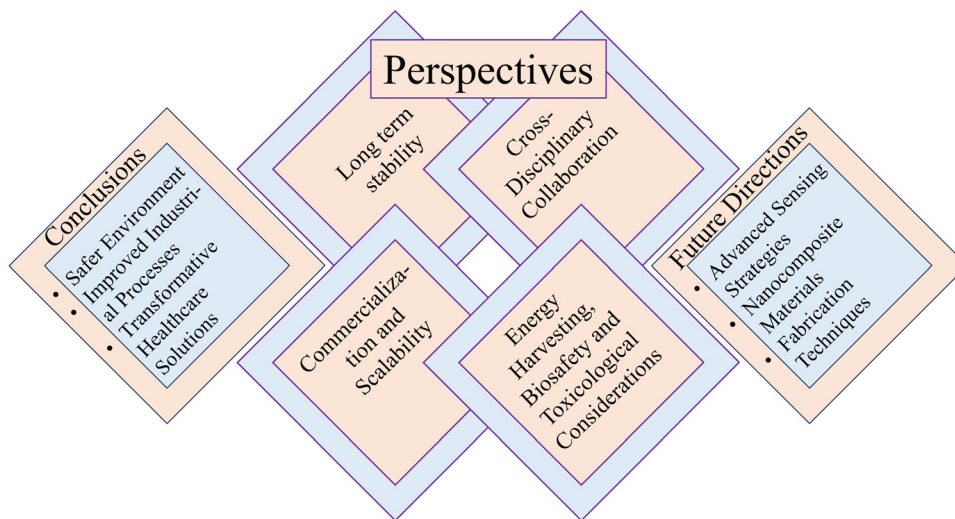 Perspectives
Conclusions
• Safer Environment
• Improved Industri-
al Processes
• Transformative
Healthcare
Solutions
Long term
stability
Cross-
Disciplinary
Collaboration
Commercializa-
tion and
Scalability
Energy
Harvesting,
Biosafety and
Toxicological
Considerations
Future Directions
• Advanced Sensing
Strategies
• Nanocomposite
Materials
• Fabrication
Techniques